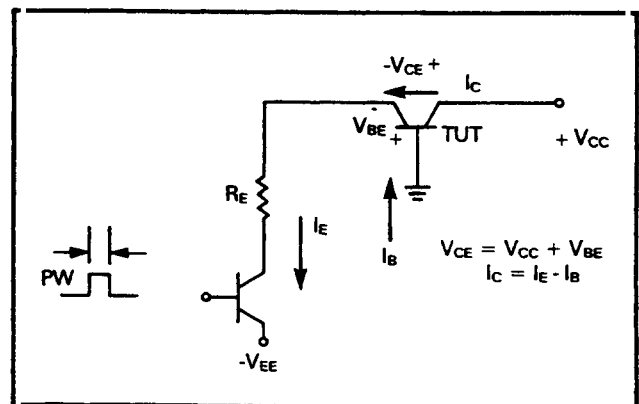 -VCE +
IC
- VBE +
TUT
+ VCC
RE
IE
IB
VCE = VCC + VBE
IC = IE - IB
PW
-VEE